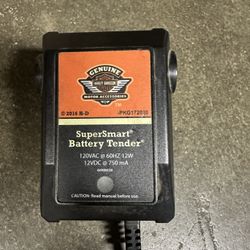 GENUINE
HARLEY-DAVIDSON
MOTOR ACCESSORIES
TM
© 2016 H-D
SuperSmart®
Battery Tender®
120VAC @ 60HZ 12W
12VDC @ 750 mA
CAUTION: Read manual before use.